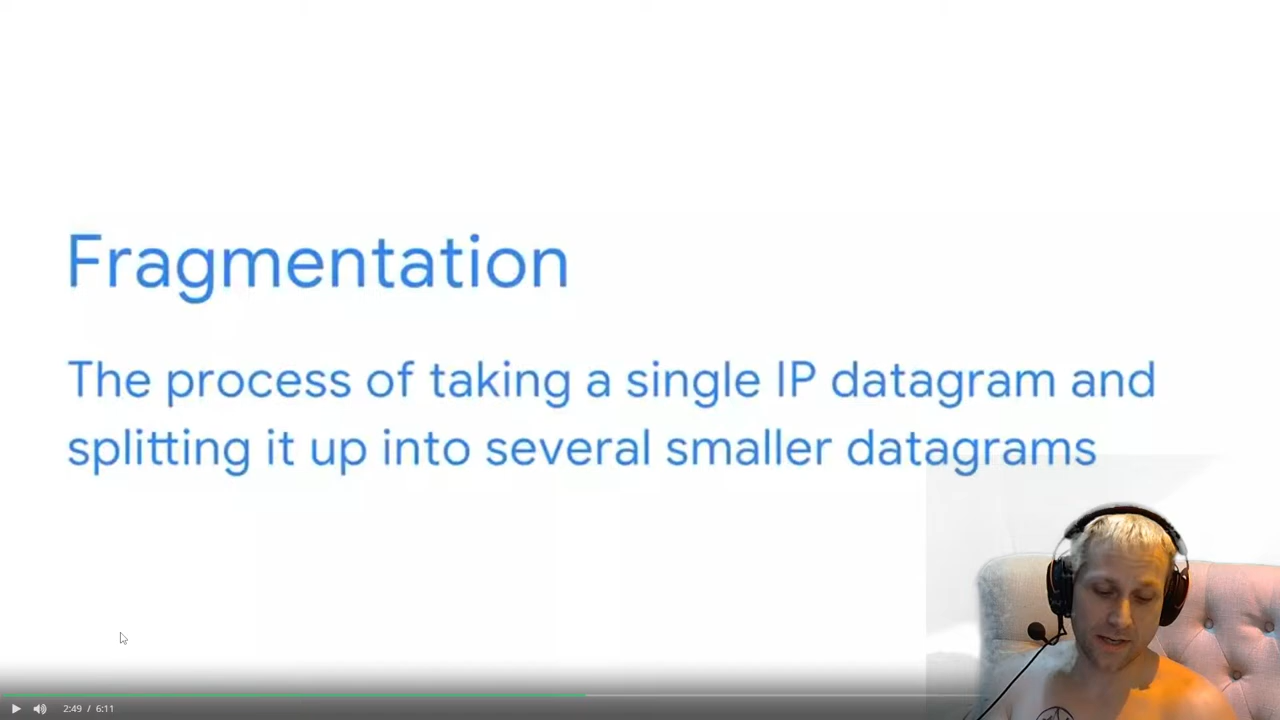 Fragmentation
The process of taking a single IP datagram and
splitting it up into several smaller datagrams
2:49 / 6:11